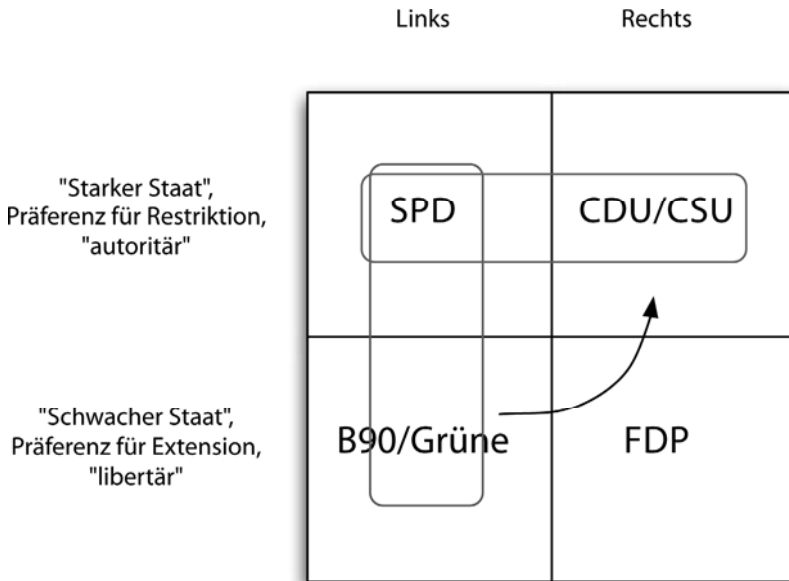 Links
Rechts
"Starker Staat",
Präferenz für Restriktion,
"autoritär"
SPD
CDU/CSU
"Schwacher Staat",
Präferenz für Extension,
"libertär"
B90/Grüne
FDP